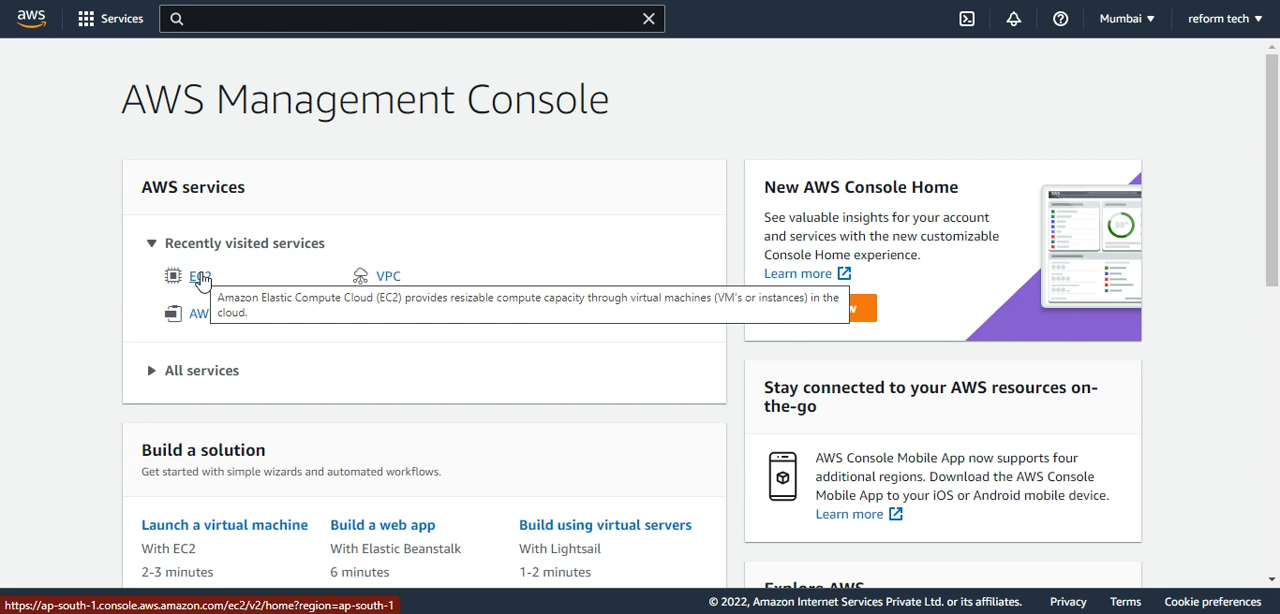 aws
Services
Mumbai
reform tech
AWS Management Console
AWS services
Recently visited services
EC2
VPC
Amazon Elastic Compute Cloud (EC2) provides resizable compute capacity through virtual machines (VM's or instances) in the
cloud.
AW
All services
Build a solution
Get started with simple wizards and automated workflows.
Launch a virtual machine
With EC2
2-3 minutes
Build a web app
With Elastic Beanstalk
6 minutes
Build using virtual servers
With Lightsail
1-2 minutes
New AWS Console Home
See valuable insights for your account
and services with the new customizable
Console Home experience.
Learn more
Stay connected to your AWS resources on-
the-go
AWS Console Mobile App now supports four
additional regions. Download the AWS Console
Mobile App to your iOS or Android mobile device.
Learn more
Explore AWS
https://ap-south-1.console.aws.amazon.com/ec2/v2/home?region=ap-south-1
© 2022, Amazon Internet Services Private Ltd. or its affiliates.
Privacy
Terms
Cookie preferences